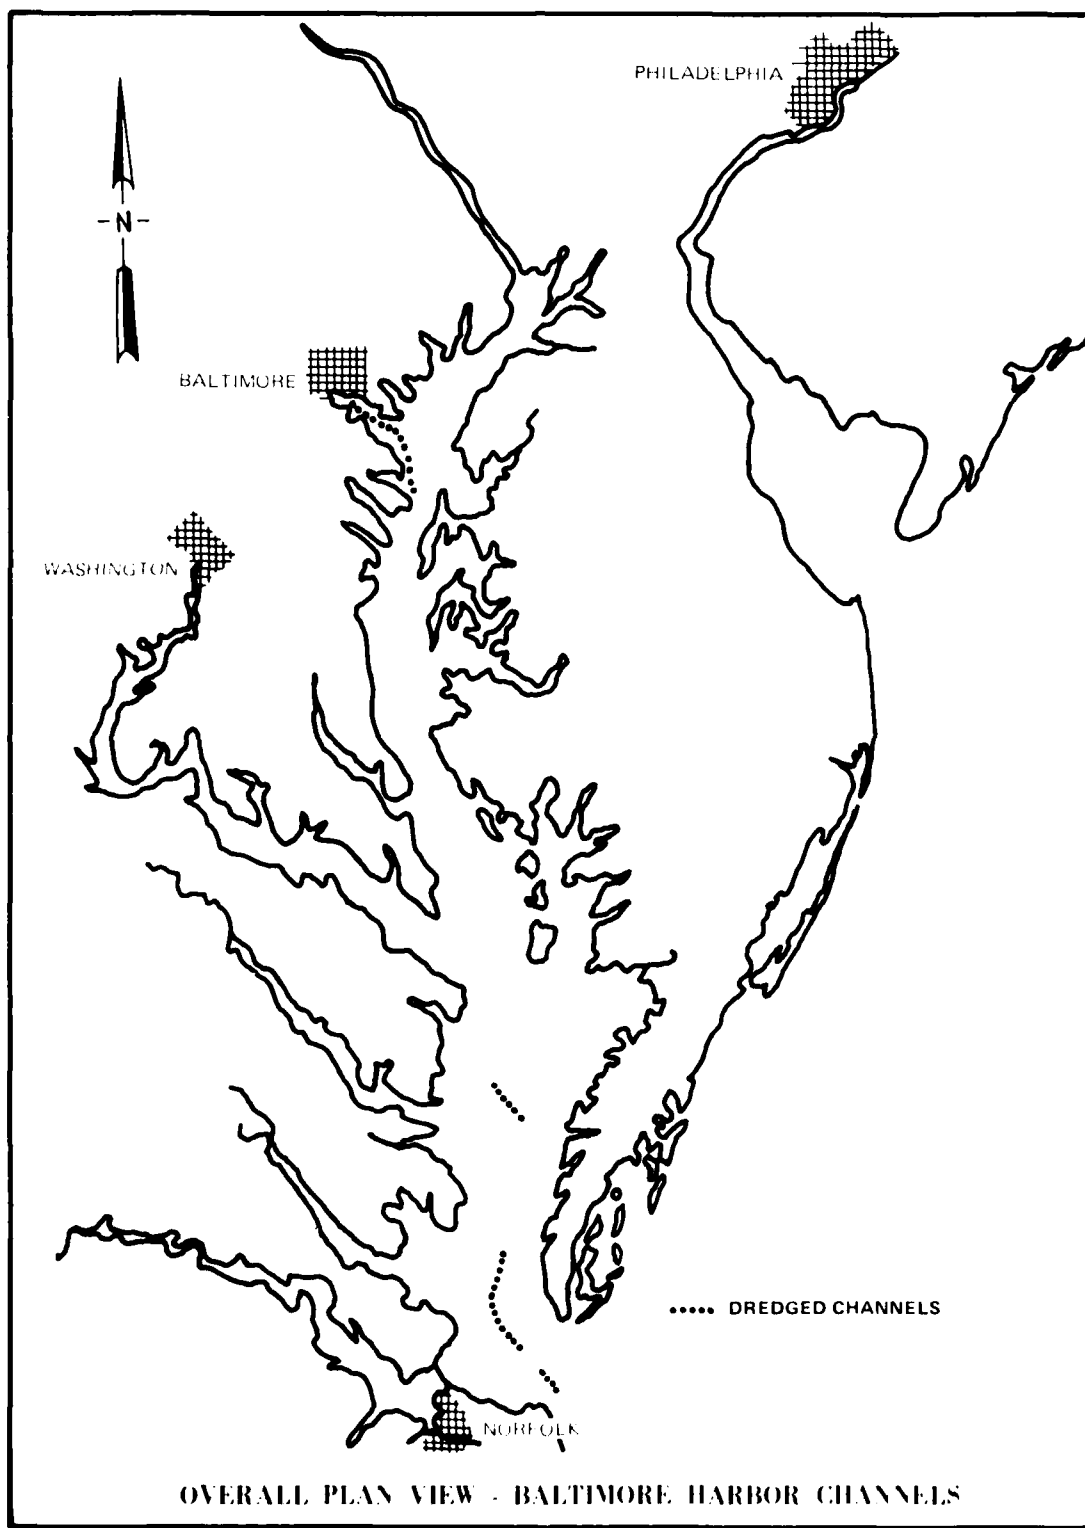 PHILADELPHIA
-N-
BALTIMORE
WASHINGTON
DREDGED CHANNELS
NORFOLK
OVERALL PLAN VIEW - BALTIMORE HARBOR CHANNELS